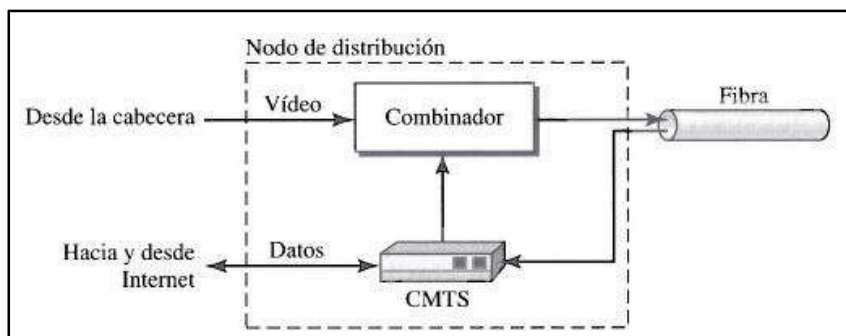 Nodo de distribución
Fibra
Desde la cabecera
Vídeo
Combinador
Hacia y desde
Internet
Datos
CMTS